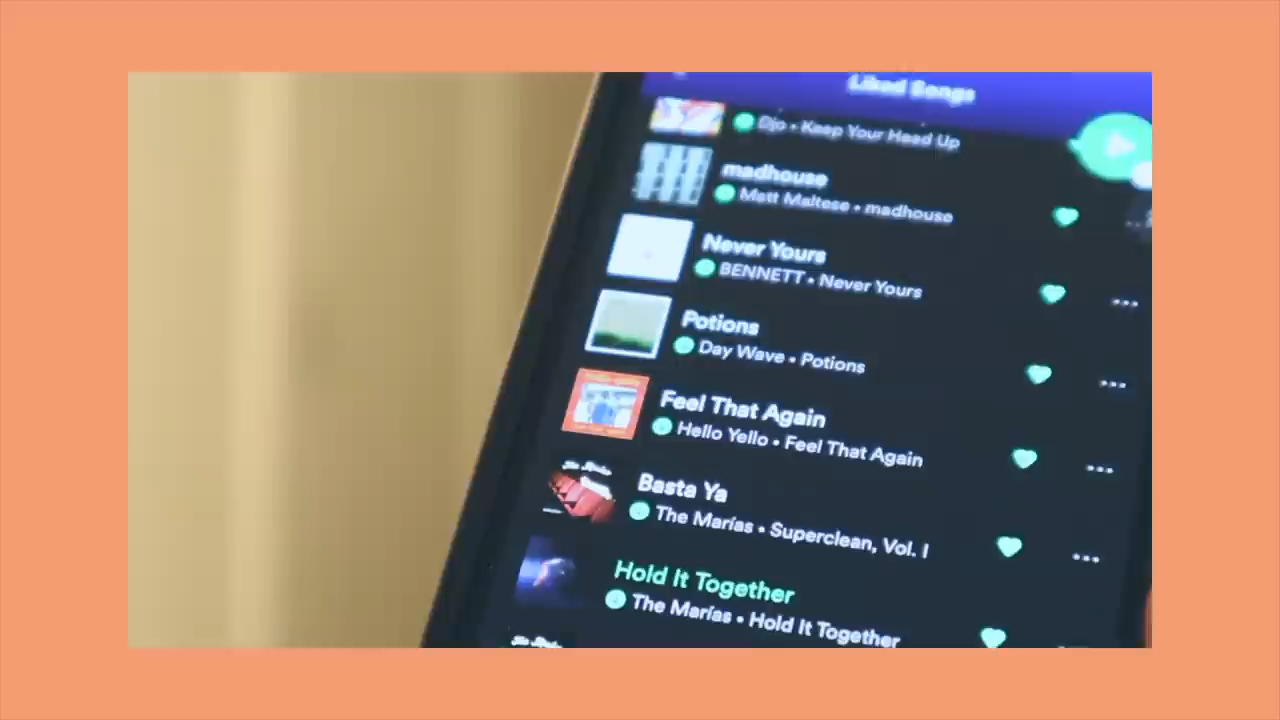 Liked Songs
Djo • Keep Your Head Up
madhouse
Matt Maltese • madhouse
Never Yours
BENNETT • Never Yours
Potions
Day Wave • Potions
Feel That Again
Hello Yello • Feel That Again
Basta Ya
The Marías • Superclean, Vol. I
Hold It Together
The Marías • Hold It Together